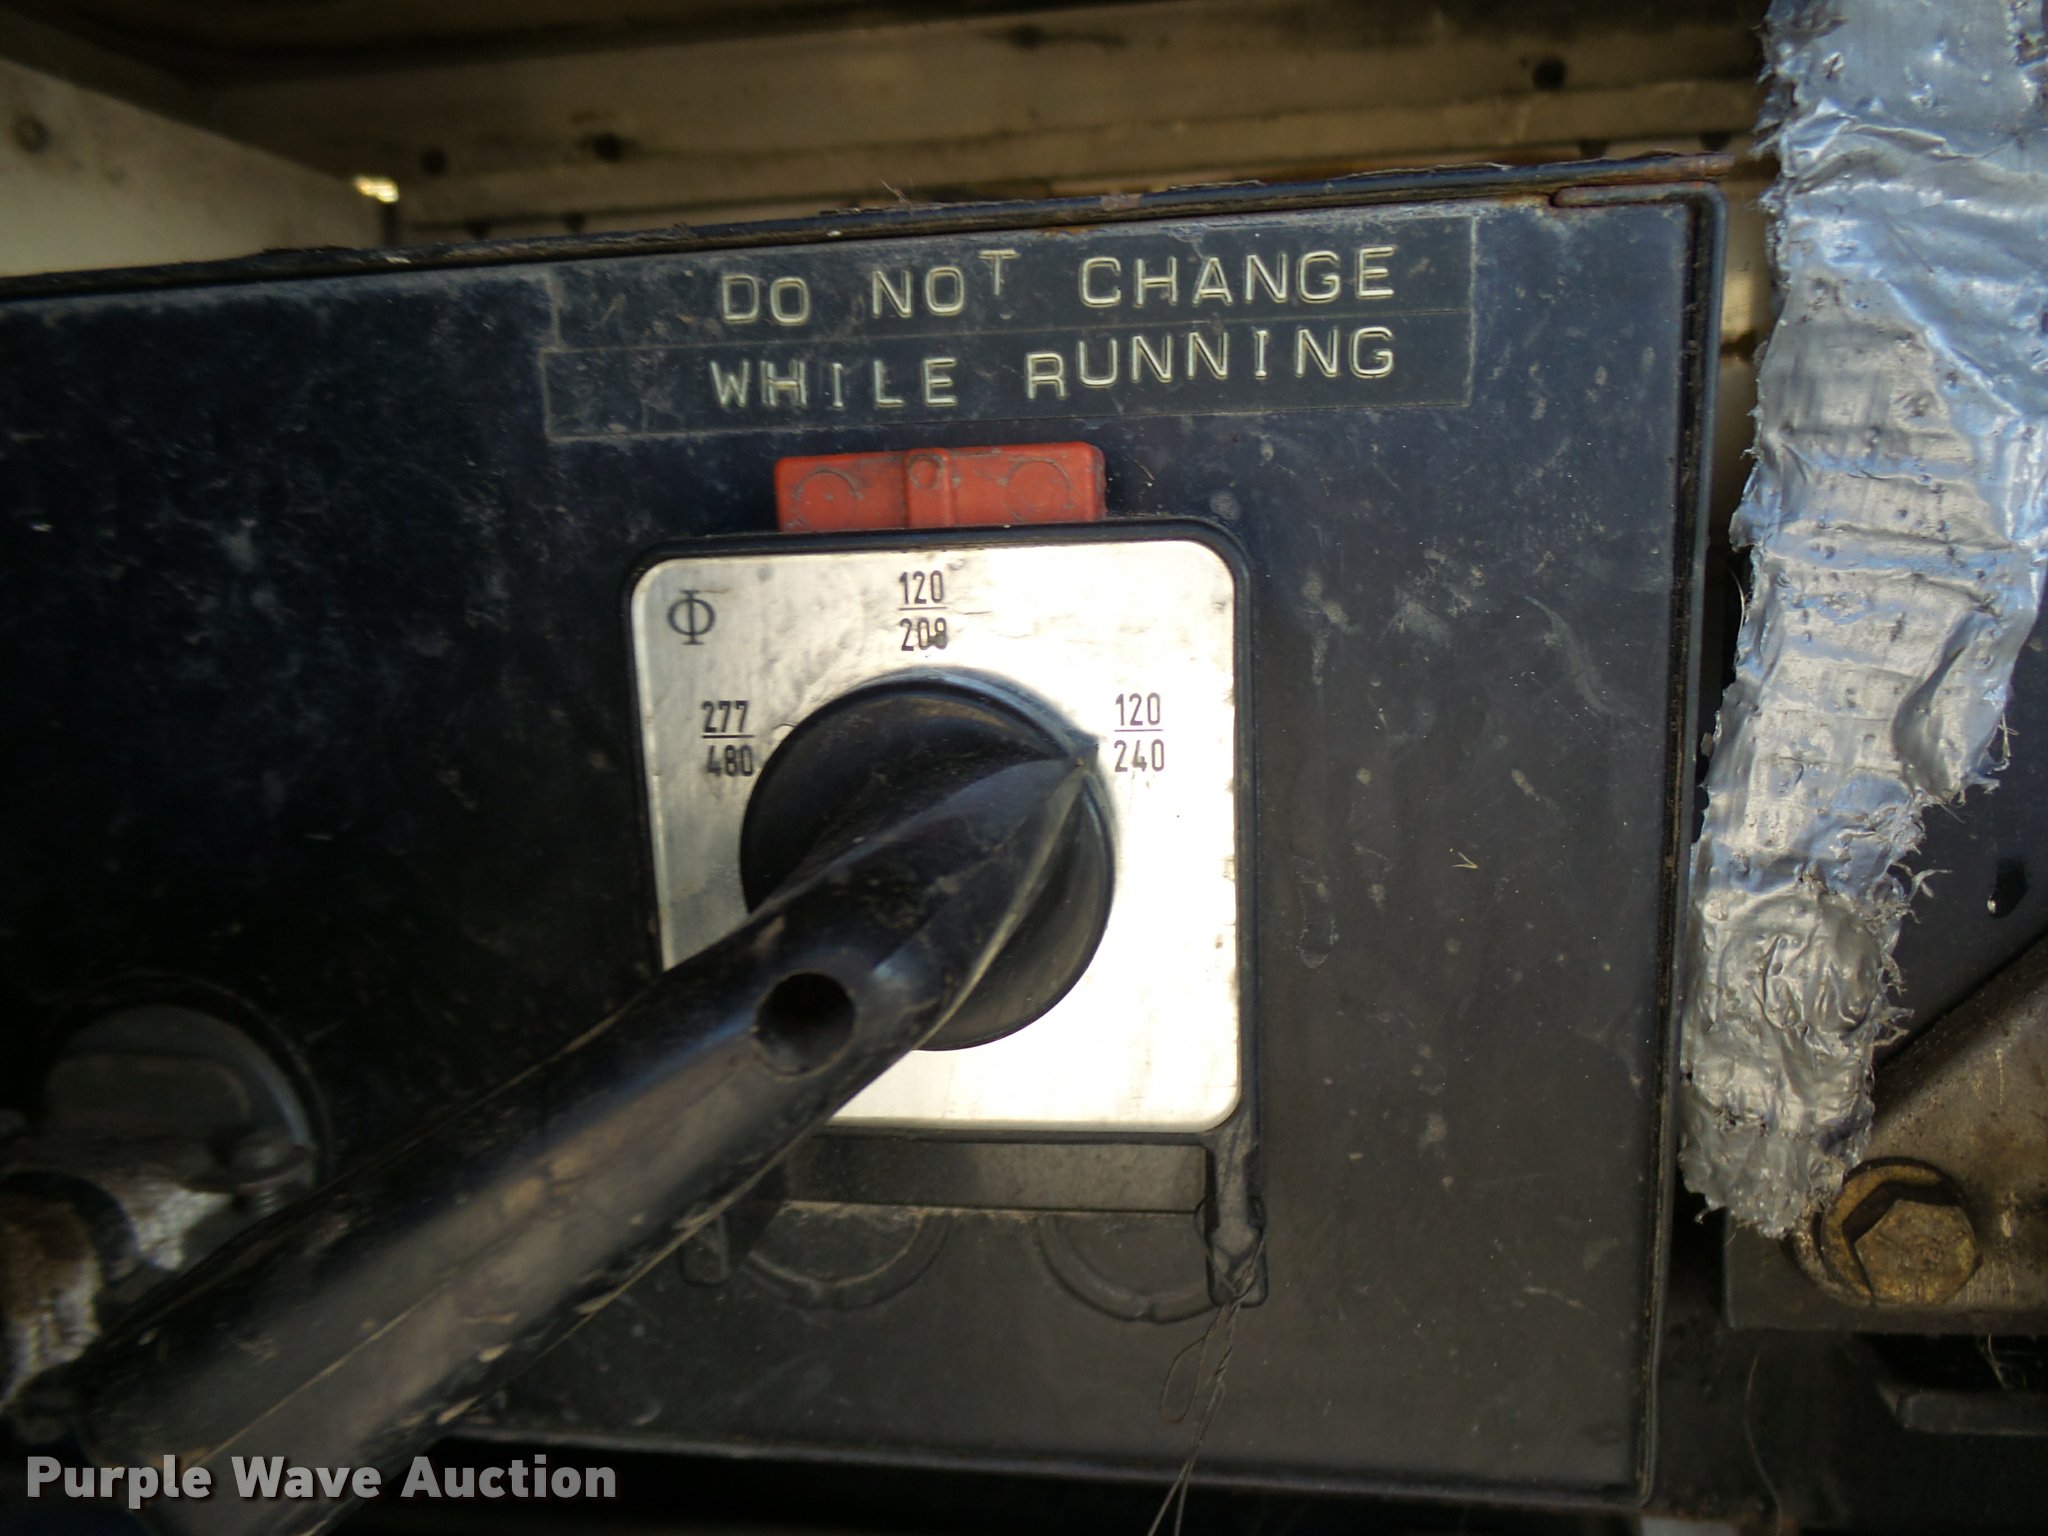 DO NOT CHANGE
WHILE RUNNING
Φ
120
208
277
480
120
240
Purple Wave Auction